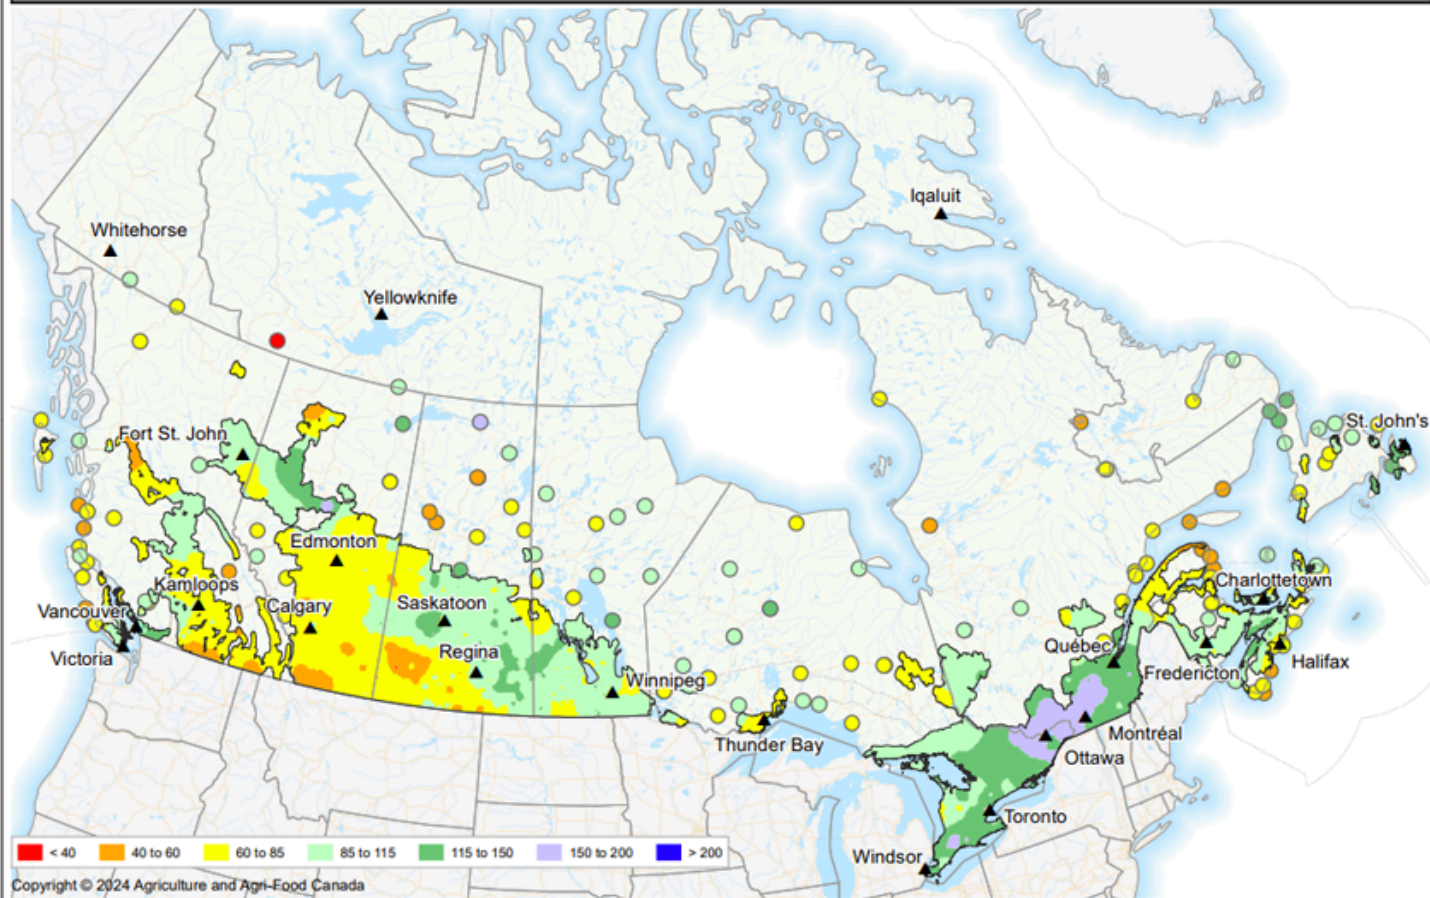 Iqaluit
Whitehorse
Yellowknife
St. John's
Fort St. John
Edmonton
Kamloops
Calgary
Saskatoon
Charlottetown
Vancouver
Regina
Québec
Victoria
Winnipeg
Fredericton
Halifax
Montréal
Thunder Bay
Ottawa
Toronto
Windsor
< 40 40 to 60 60 to 85 85 to 115 115 to 150 150 to 200 > 200
Copyright © 2024 Agriculture and Agri-Food Canada